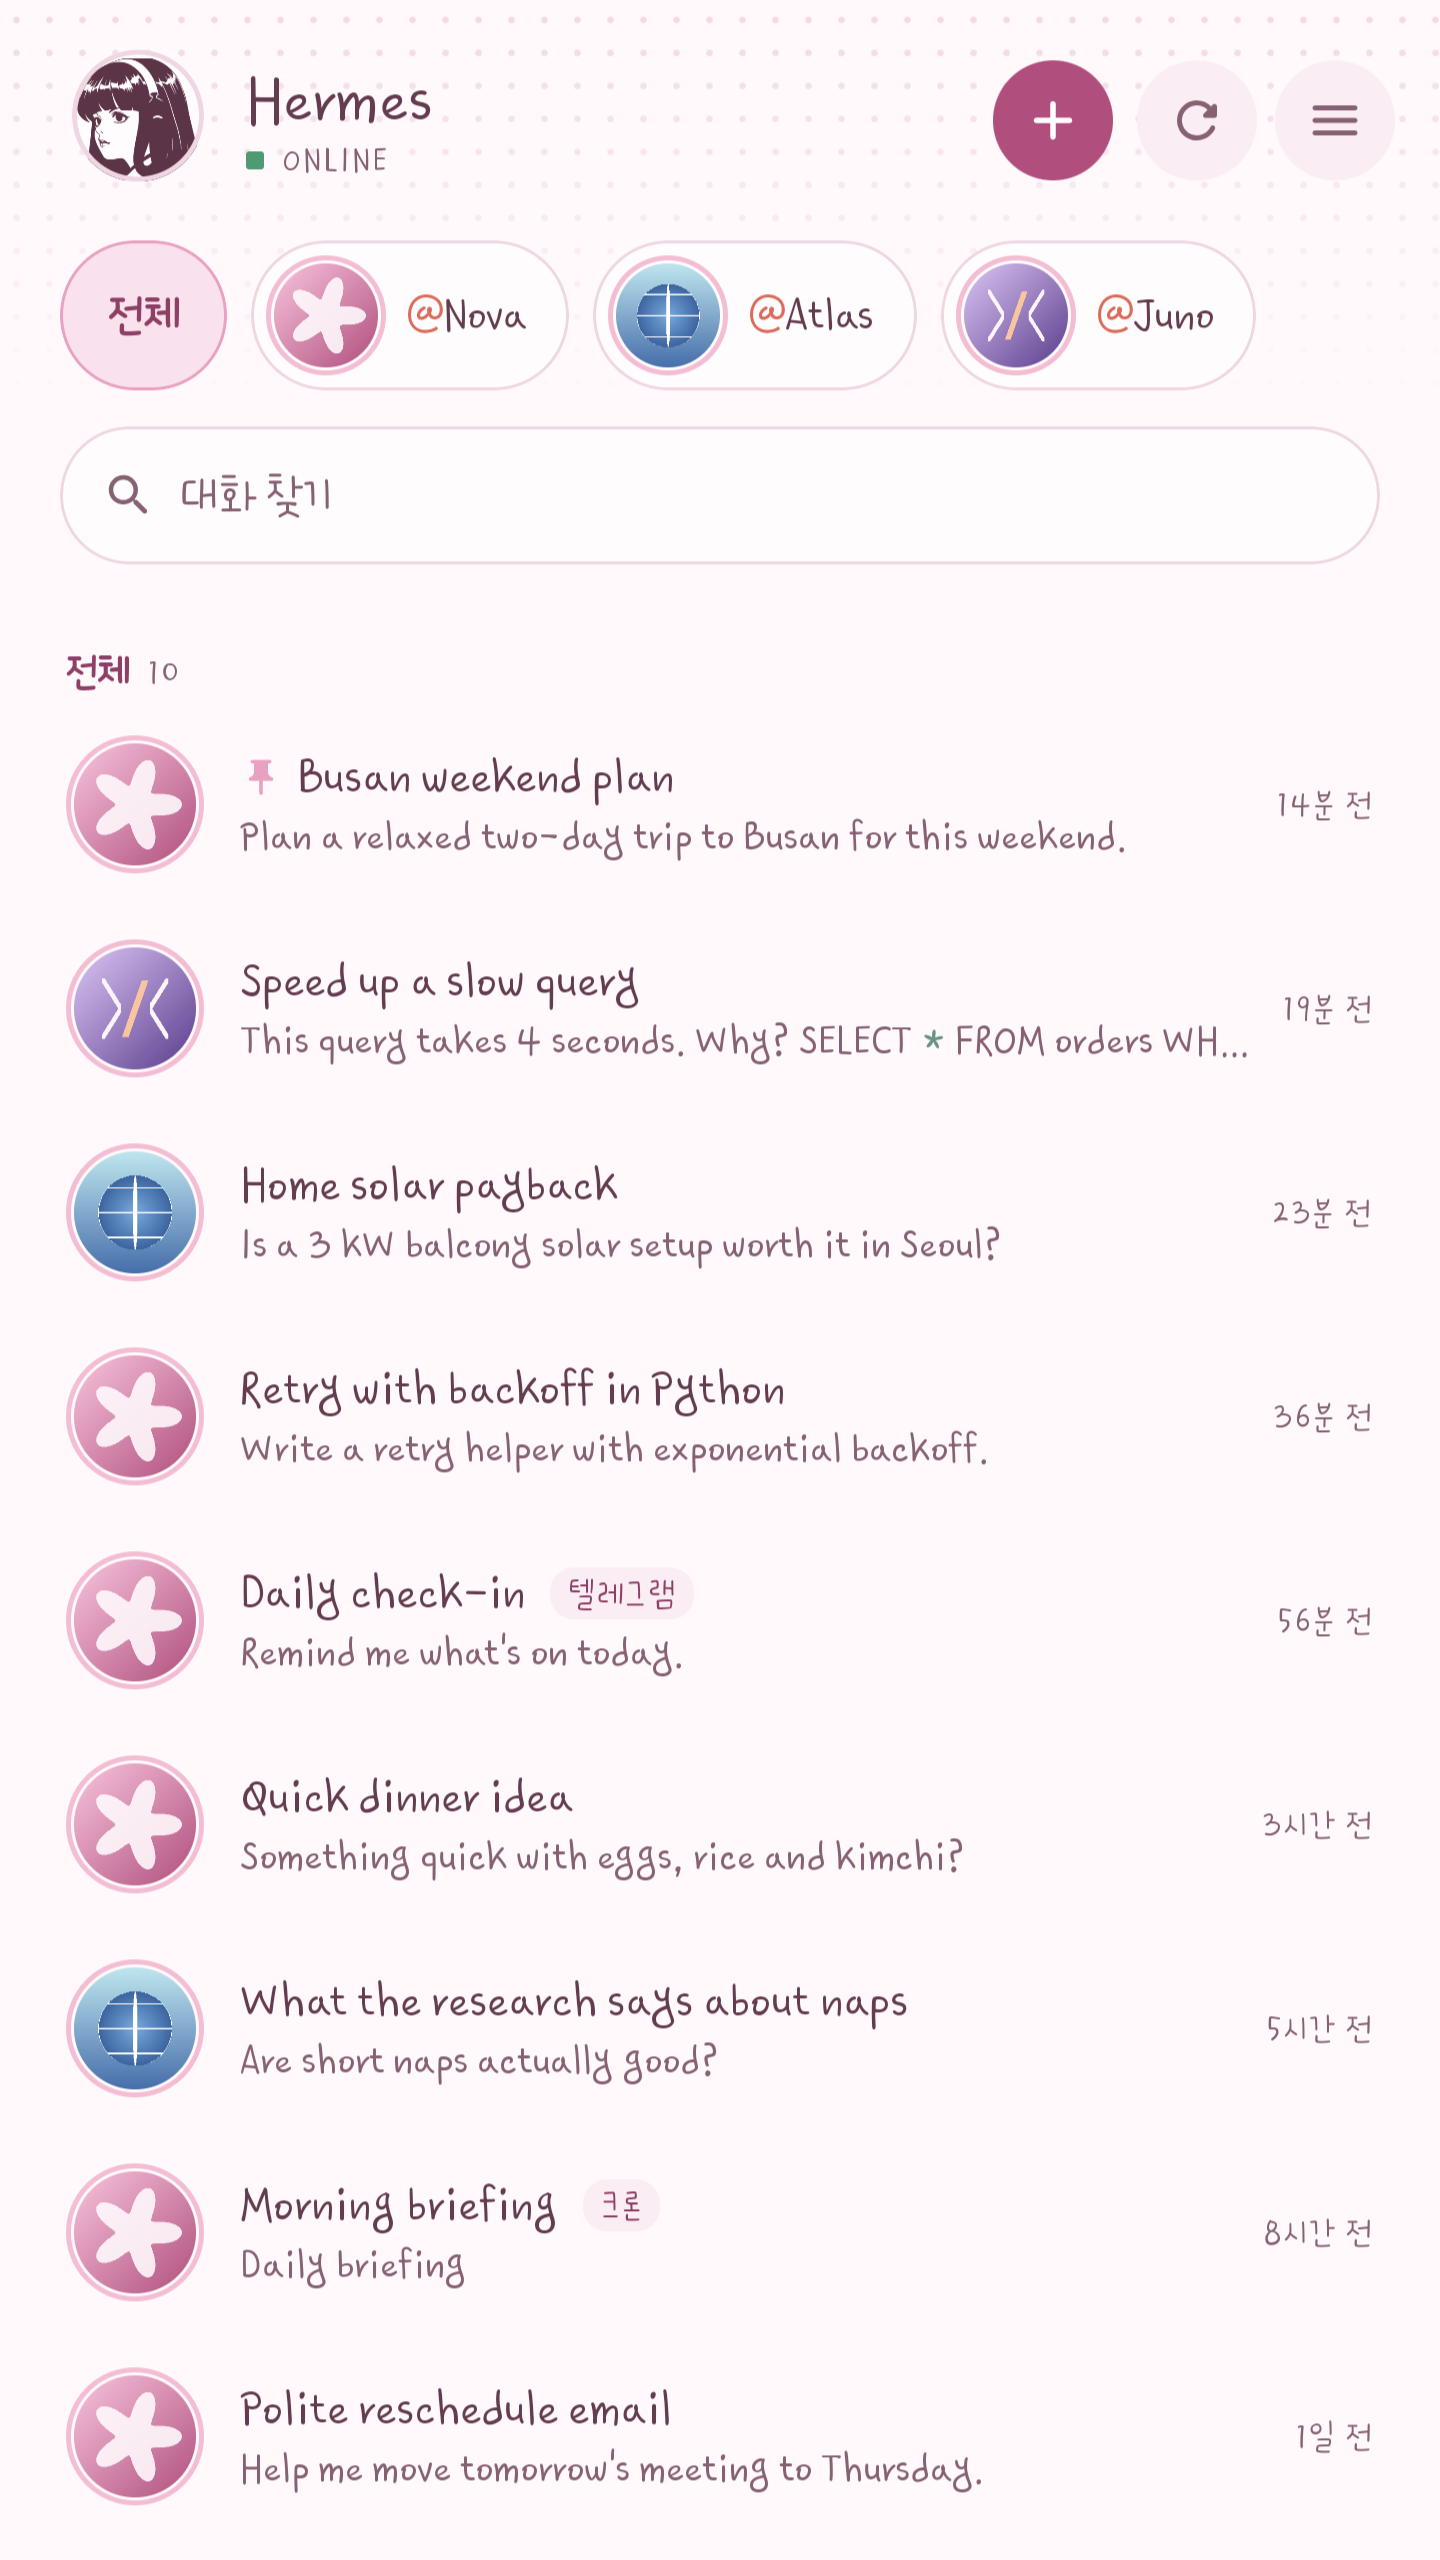 Hermes
ONLINE
전체
@Nova
@Atlas
@Juno
대화 찾기
전체 10
Busan weekend plan
Plan a relaxed two-day trip to Busan for this weekend.
14분 전
Speed up a slow query
This query takes 4 seconds. Why? SELECT * FROM orders WH...
19분 전
Home solar payback
Is a 3 kW balcony solar setup worth it in Seoul?
23분 전
Retry with backoff in Python
Write a retry helper with exponential backoff.
36분 전
Daily check-in 텔레그램
Remind me what's on today.
56분 전
Quick dinner idea
Something quick with eggs, rice and kimchi?
3시간 전
What the research says about naps
Are short naps actually good?
5시간 전
Morning briefing 크론
Daily briefing
8시간 전
Polite reschedule email
Help me move tomorrow's meeting to Thursday.
1일 전